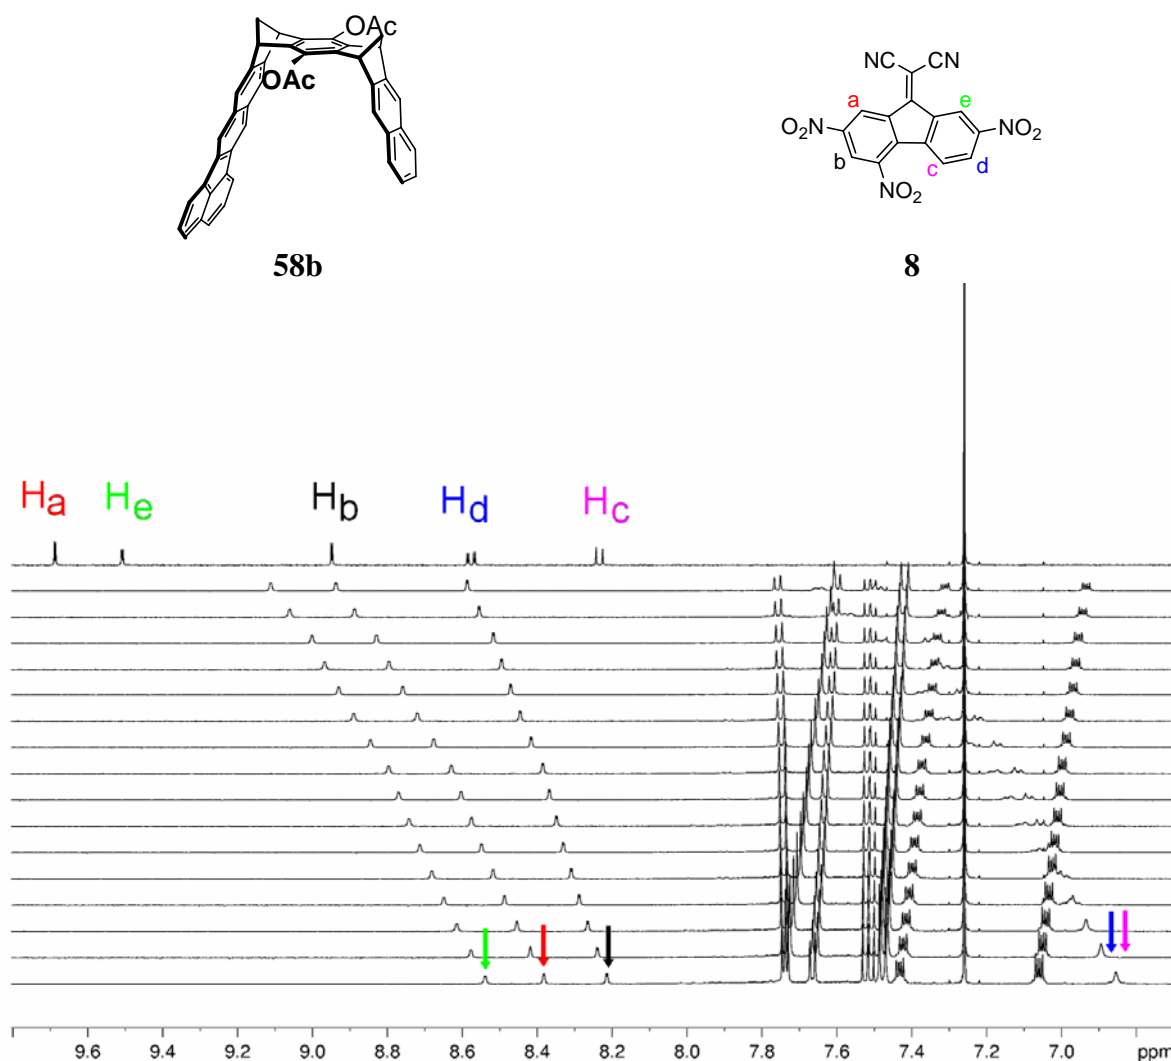 OAc
OAc
58b
CN CN
a e
O₂N NO₂
b c d
NO₂
8
Ha He Hb Hd Hc
9.6 9.4 9.2 9.0 8.8 8.6 8.4 8.2 8.0 7.8 7.6 7.4 7.2 7.0 ppm